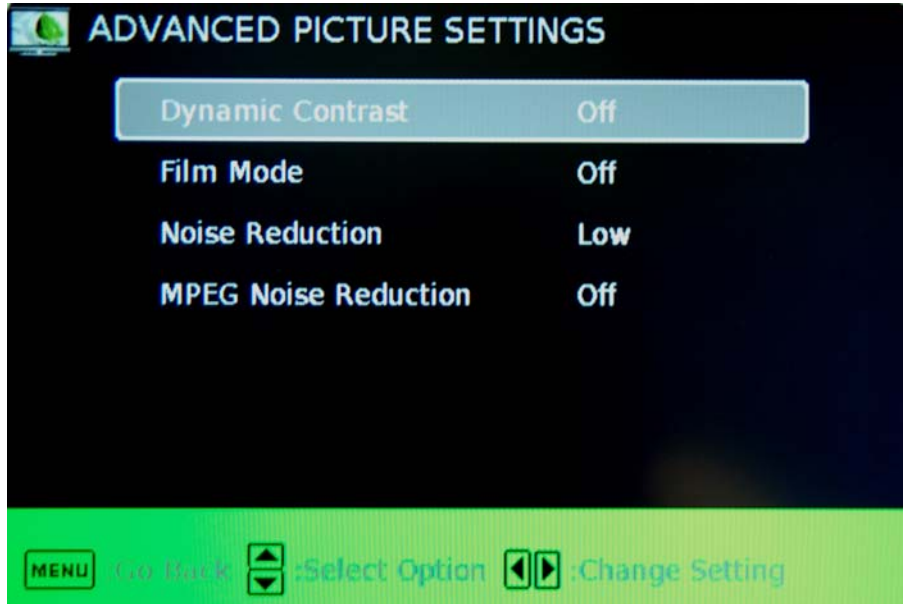 ADVANCED PICTURE SETTINGS
Dynamic Contrast Off
Film Mode Off
Noise Reduction Low
MPEG Noise Reduction Off
MENU :Go Back :Select Option :Change Setting